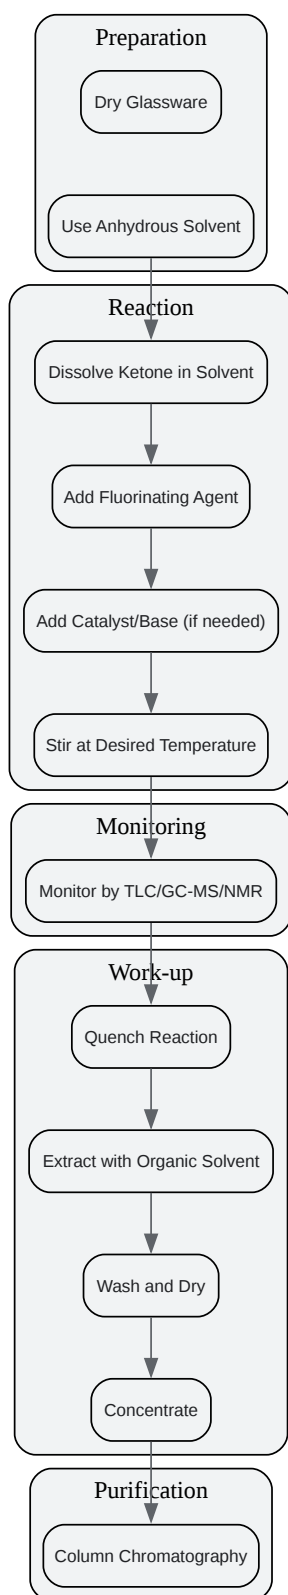 Preparation
Dry Glassware
Use Anhydrous Solvent
Reaction
Dissolve Ketone in Solvent
Add Fluorinating Agent
Add Catalyst/Base (if needed)
Stir at Desired Temperature
Monitoring
Monitor by TLC/GC-MS/NMR
Work-up
Quench Reaction
Extract with Organic Solvent
Wash and Dry
Concentrate
Purification
Column Chromatography